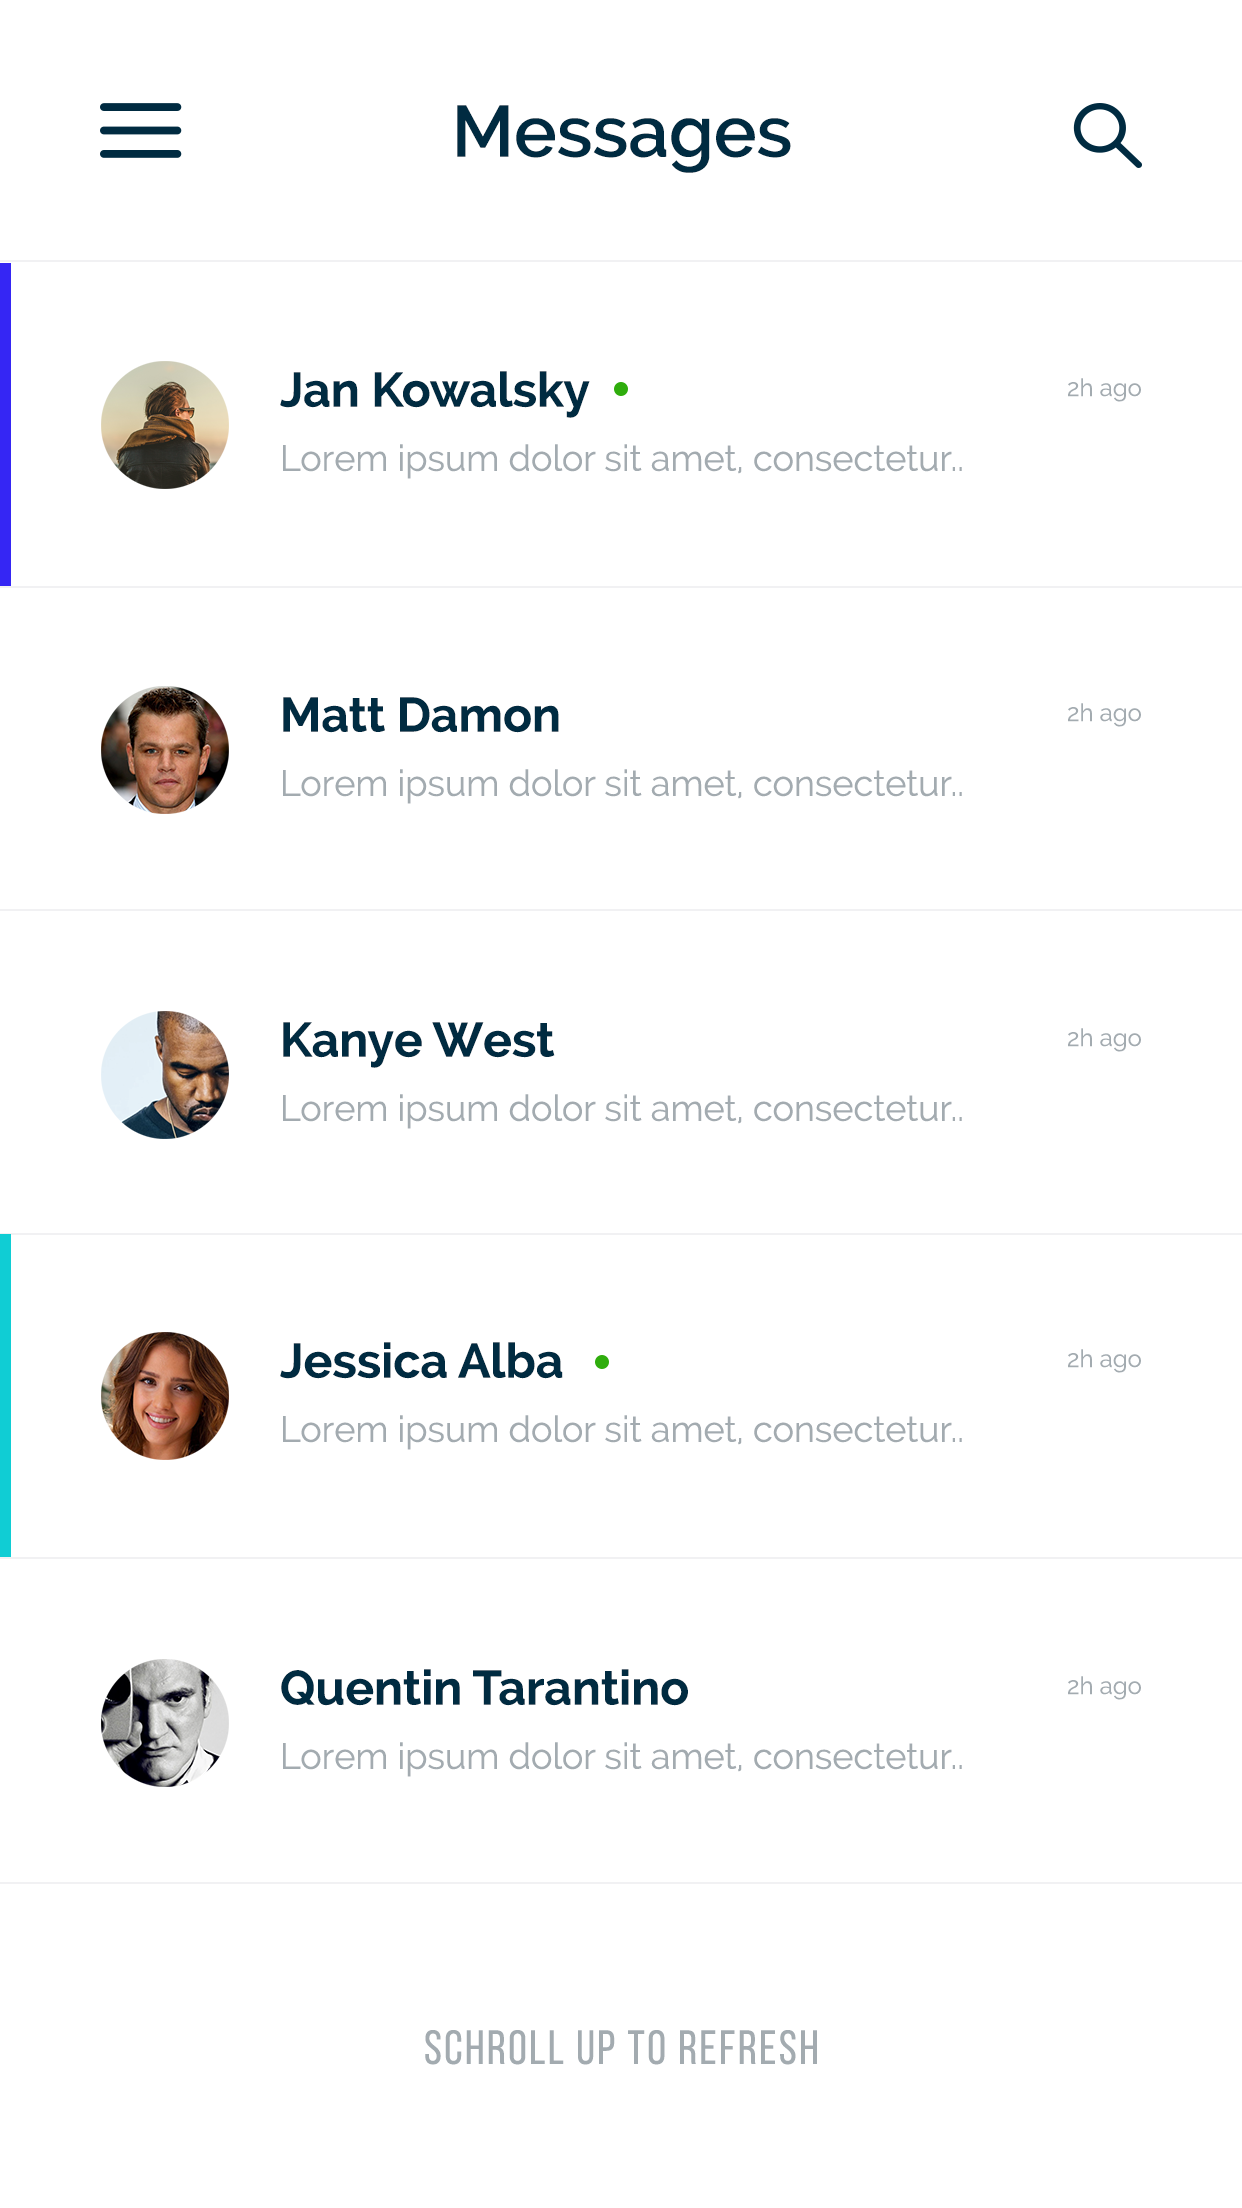 Messages
Jan Kowalsky
2h ago
Lorem ipsum dolor sit amet, consectetur..
Matt Damon
2h ago
Lorem ipsum dolor sit amet, consectetur..
Kanye West
2h ago
Lorem ipsum dolor sit amet, consectetur..
Jessica Alba
2h ago
Lorem ipsum dolor sit amet, consectetur..
Quentin Tarantino
2h ago
Lorem ipsum dolor sit amet, consectetur..
SCHROLL UP TO REFRESH